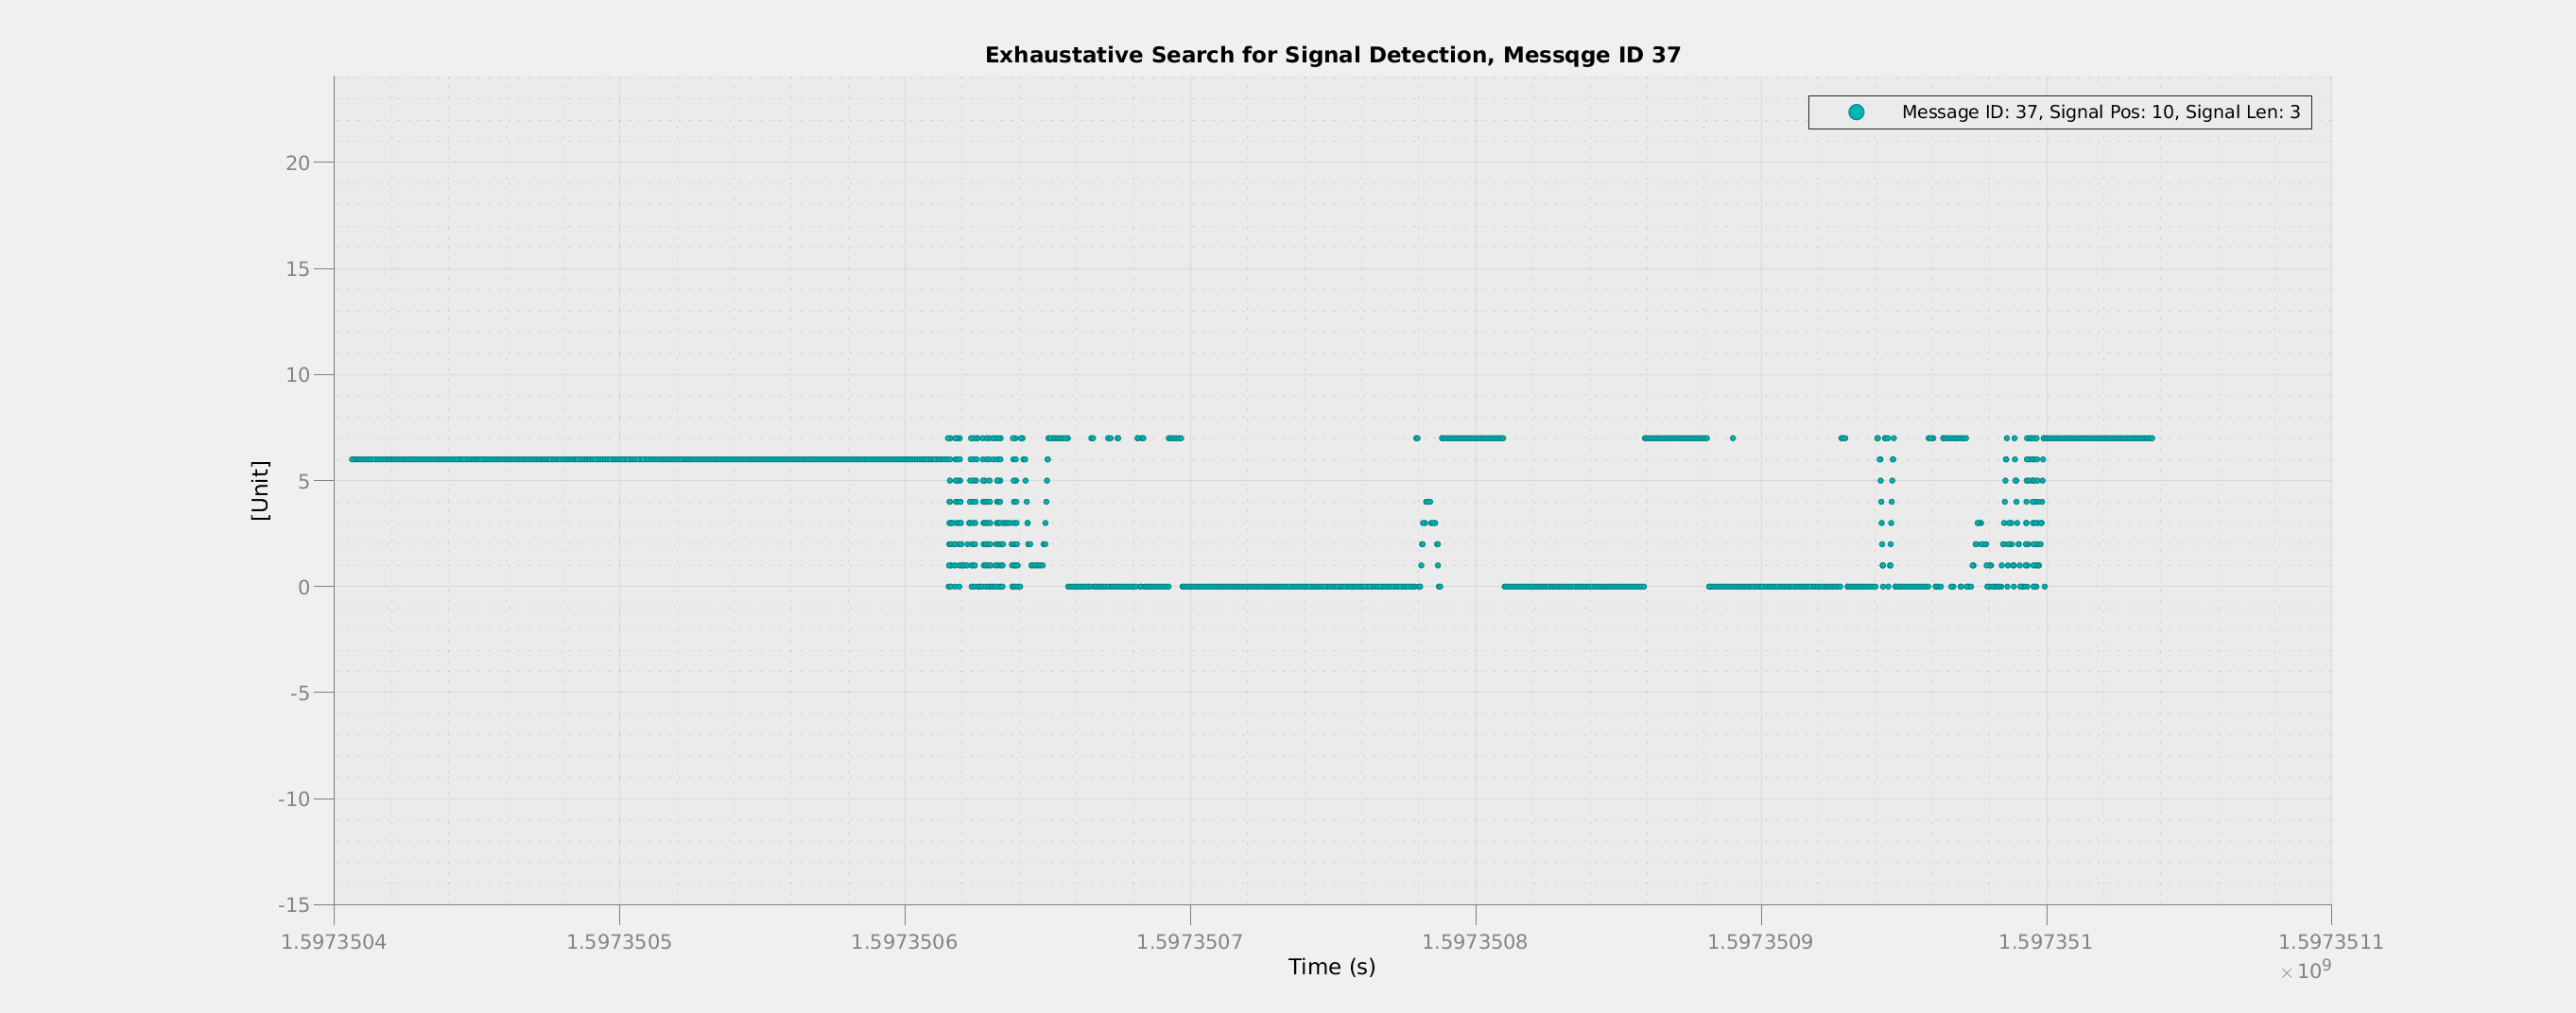 Exhaustative Search for Signal Detection, Messqge ID 37
Message ID: 37, Signal Pos: 10, Signal Len: 3
20
15
10
5
0
-5
-10
-15
[Unit]
1.5973504 1.5973505 1.5973506 1.5973507 1.5973508 1.5973509 1.597351 1.5973511
Time (s)
× 10⁹